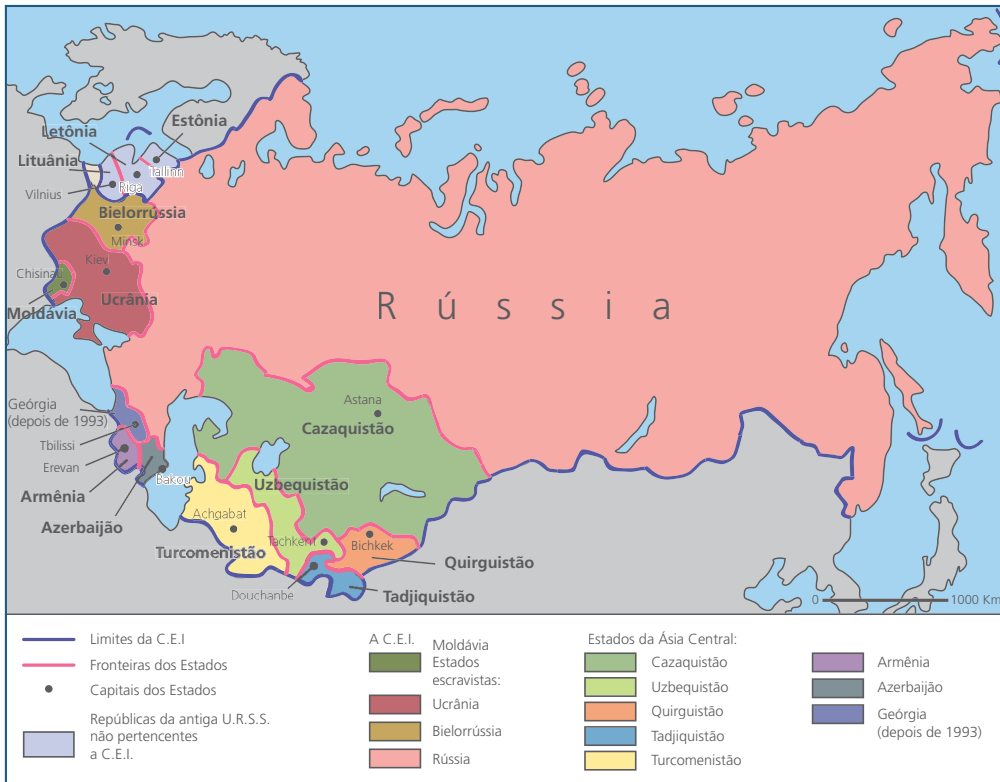 Letônia
Estônia
Lituânia
Tallinn
Riga
Vilnius
Bielorrússia
Minsk
Kiev
Chisinau
Ucrânia
Moldávia
Rússia
Geórgia
(depois de 1993)
Astana
Cazaquistão
Tbilissi
Erevan
Bakou
Uzbequistão
Armênia
Azerbaijão
Achgabat
Tachkent
Bichkek
Turcomenistão
Quirguistão
Douchanbe
Tadjiquistão
0 1000 Km
Limites da C.E.I
Fronteiras dos Estados
Capitais dos Estados
Repúblicas da antiga U.R.S.S.
não pertencentes
a C.E.I.
A C.E.I.
Moldávia
Estados
escravistas:
Ucrânia
Bielorrússia
Rússia
Estados da Ásia Central:
Cazaquistão
Uzbequistão
Quirguistão
Tadjiquistão
Turcomenistão
Armênia
Azerbaijão
Geórgia
(depois de 1993)